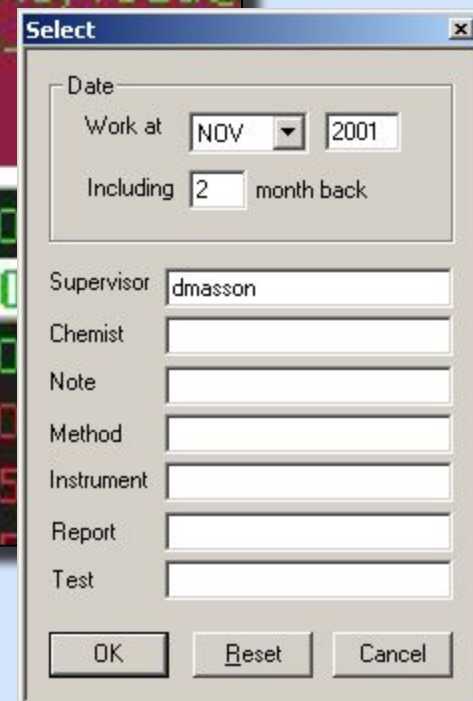 Select
Date
Work at NOV 2001
Including 2 month back
Supervisor dmasson
Chemist
Note
Method
Instrument
Report
Test
OK Reset Cancel